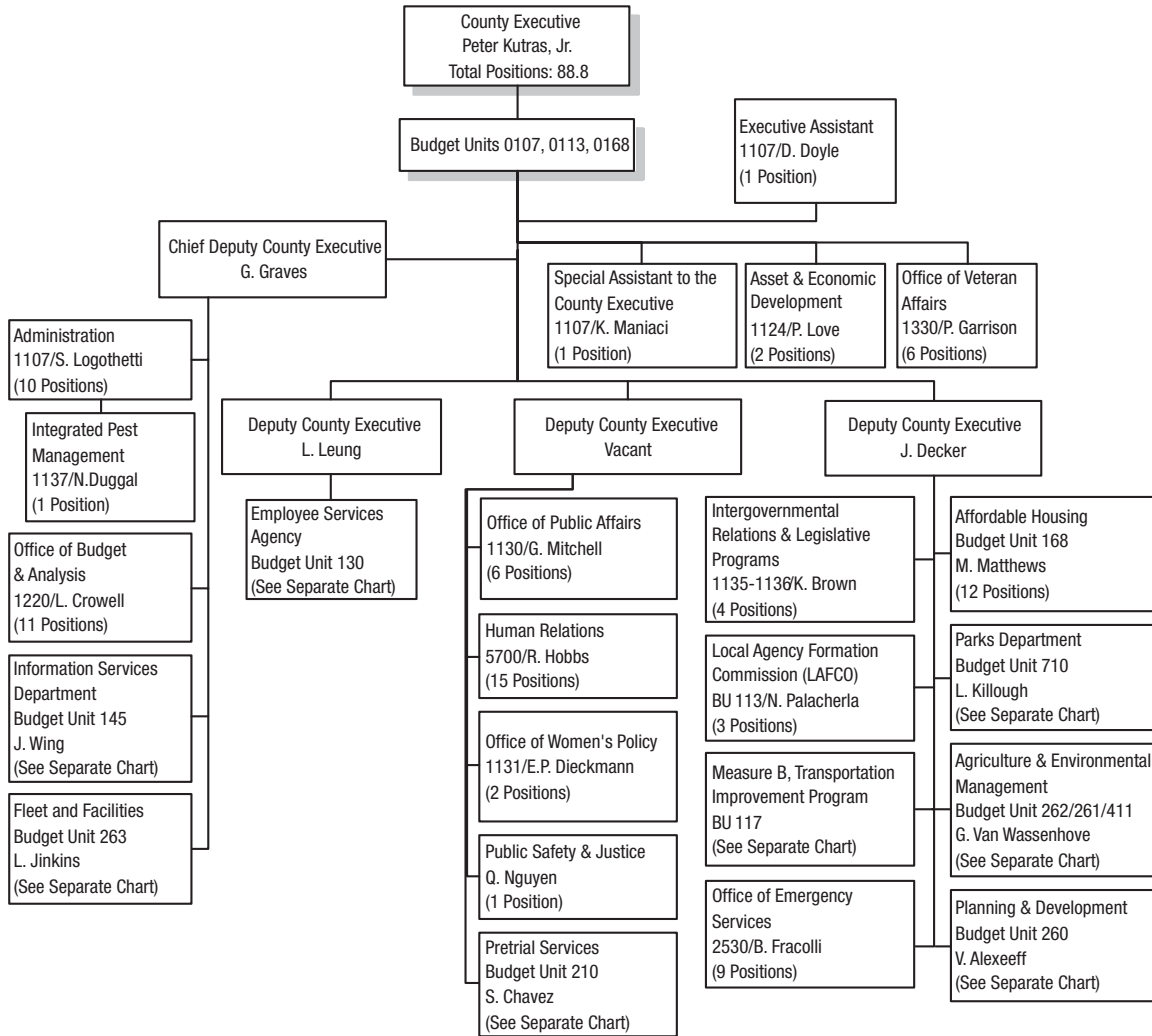 County Executive
Peter Kutras, Jr.
Total Positions: 88.8
Budget Units 0107, 0113, 0168
Executive Assistant
1107/D. Doyle
(1 Position)
Chief Deputy County Executive
G. Graves
Special Assistant to the
County Executive
1107/K. Maniaci
(1 Position)
Asset & Economic
Development
1124/P. Love
(2 Positions)
Office of Veteran
Affairs
1330/P. Garrison
(6 Positions)
Administration
1107/S. Logothetti
(10 Positions)
Integrated Pest
Management
1137/N.Duggal
(1 Position)
Office of Budget
& Analysis
1220/L. Crowell
(11 Positions)
Information Services
Department
Budget Unit 145
J. Wing
(See Separate Chart)
Fleet and Facilities
Budget Unit 263
L. Jinkins
(See Separate Chart)
Deputy County Executive
L. Leung
Employee Services
Agency
Budget Unit 130
(See Separate Chart)
Deputy County Executive
Vacant
Office of Public Affairs
1130/G. Mitchell
(6 Positions)
Human Relations
5700/R. Hobbs
(15 Positions)
Office of Women's Policy
1131/E.P. Dieckmann
(2 Positions)
Public Safety & Justice
Q. Nguyen
(1 Position)
Pretrial Services
Budget Unit 210
S. Chavez
(See Separate Chart)
Deputy County Executive
J. Decker
Intergovernmental
Relations & Legislative
Programs
1135-1136/K. Brown
(4 Positions)
Local Agency Formation
Commission (LAFCO)
BU 113/N. Palacherla
(3 Positions)
Measure B, Transportation
Improvement Program
BU 117
(See Separate Chart)
Office of Emergency
Services
2530/B. Fracolli
(9 Positions)
Affordable Housing
Budget Unit 168
M. Matthews
(12 Positions)
Parks Department
Budget Unit 710
L. Killough
(See Separate Chart)
Agriculture & Environmental
Management
Budget Unit 262/261/411
G. Van Wassenhove
(See Separate Chart)
Planning & Development
Budget Unit 260
V. Alexeeff
(See Separate Chart)